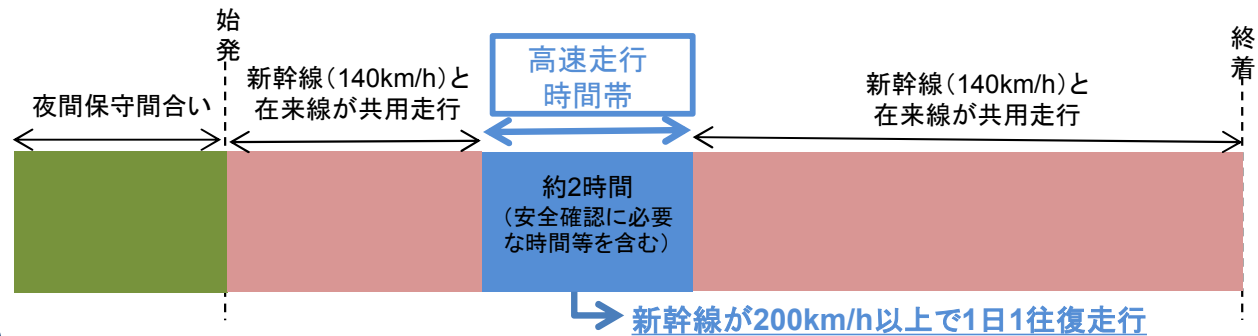 夜間保守間合い
始発
新幹線（140km/h）と
在来線が共用走行
高速走行
時間帯
新幹線（140km/h）と
在来線が共用走行
終着
約2時間
（安全確認に必要
な時間等を含む）
新幹線が200km/h以上で1日1往復走行